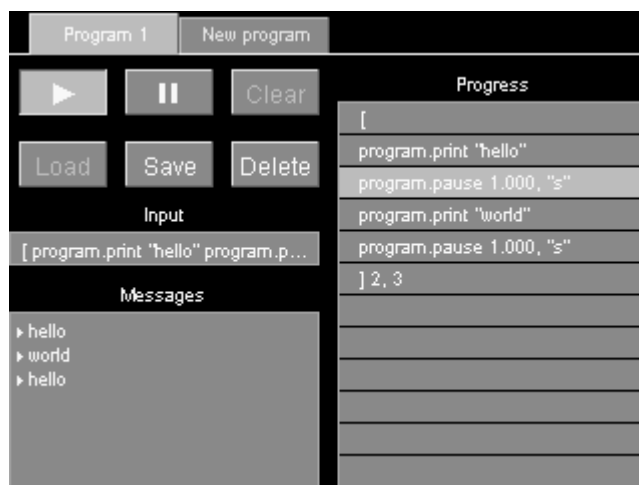 Program 1
New program
Clear
Load
Save
Delete
Input
[ program.print "hello" program.p...
Messages
hello
world
hello
Progress
[
program.print "hello"
program.pause 1.000, "s"
program.print "world"
program.pause 1.000, "s"
] 2, 3